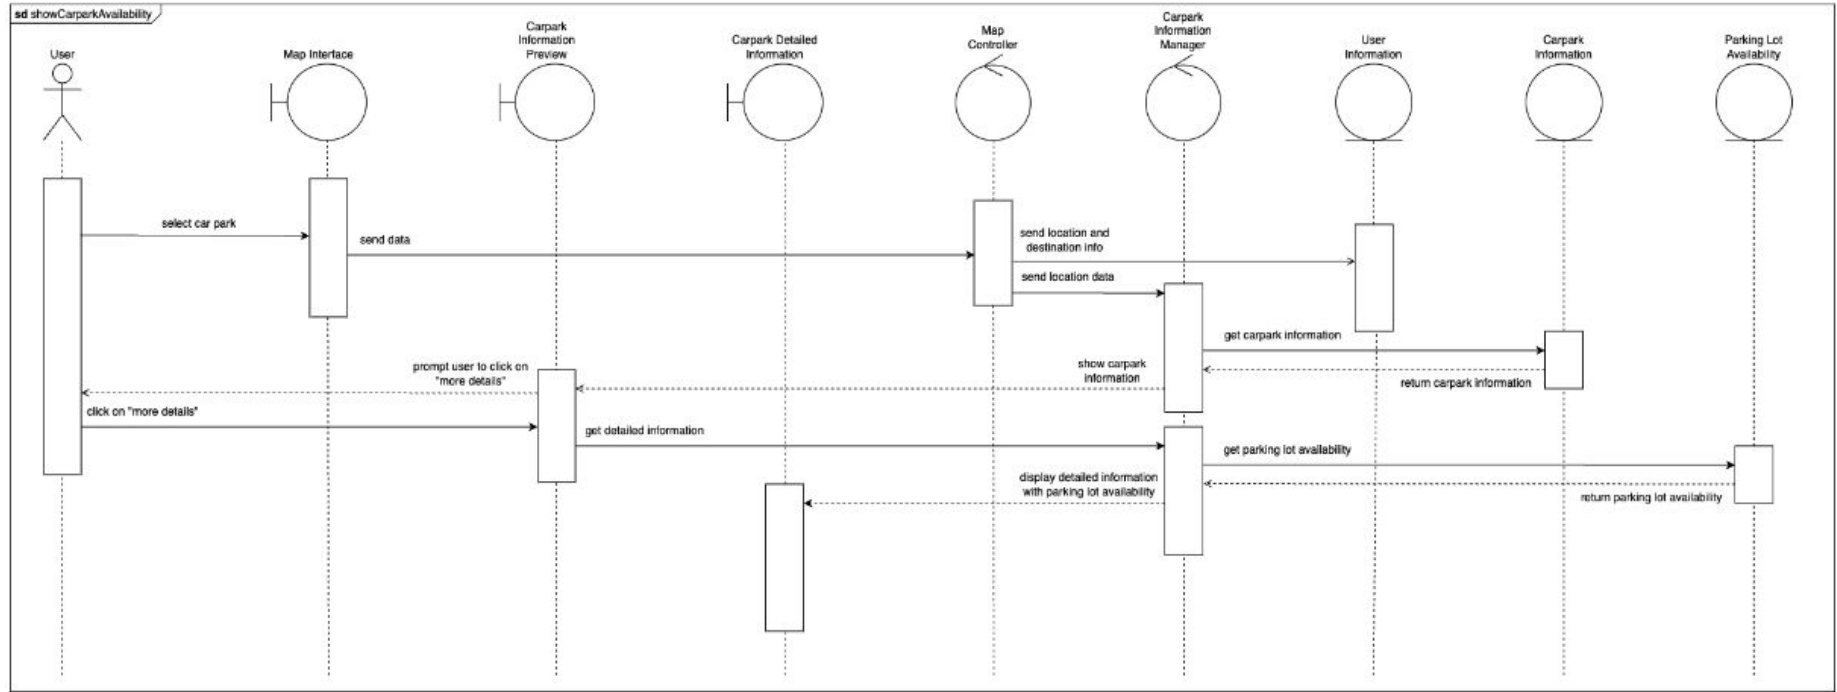 sd showCarparkAvailability
User
Map Interface
Carpark
Information
Preview
Carpark Detailed
Information
Map
Controller
Carpark
Information
Manager
User
Information
Carpark
Information
Parking Lot
Availability
select car park
send data
send location and
destination info
send location data
get carpark information
return carpark information
show carpark
information
prompt user to click on
"more details"
click on "more details"
get detailed information
get parking lot availability
return parking lot availability
display detailed information
with parking lot availability